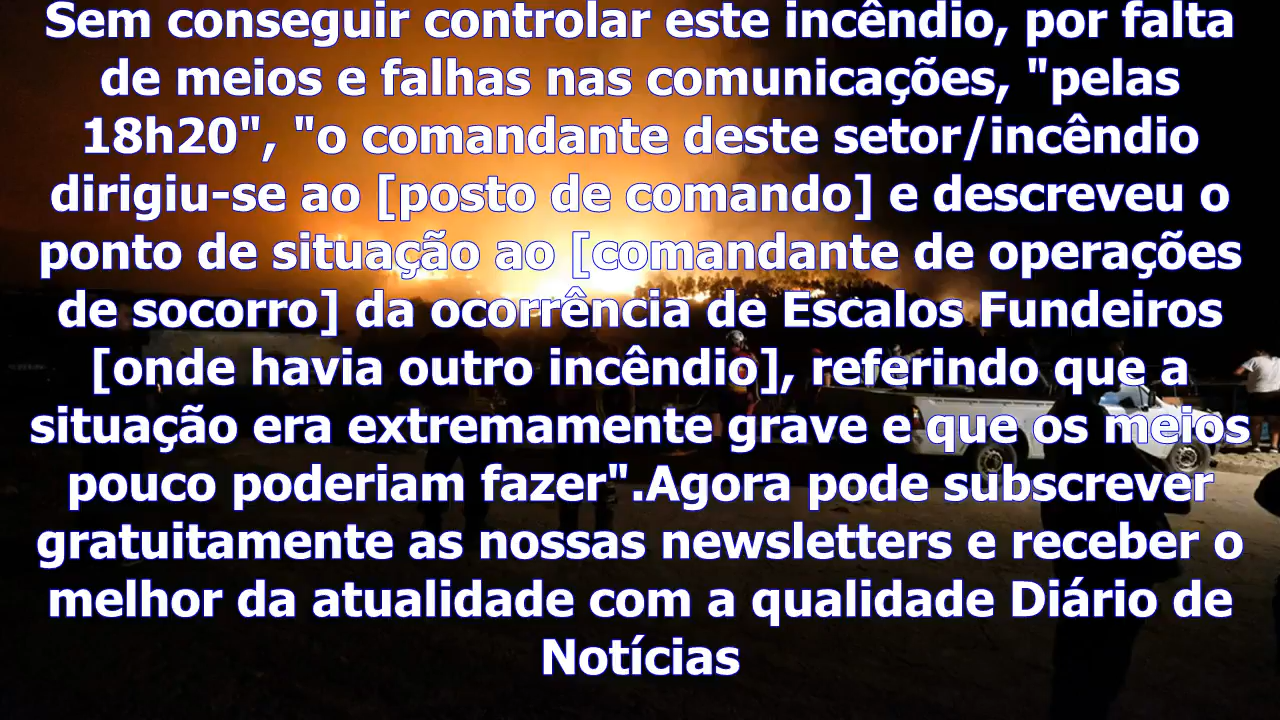 Sem conseguir controlar este incêndio, por falta
de meios e falhas nas comunicações, "pelas
18h20", "o comandante deste setor/incêndio
dirigiu-se ao [posto de comando] e descreveu o
ponto de situação ao [comandante de operações
de socorro] da ocorrência de Escalos Fundeiros
[onde havia outro incêndio], referindo que a
situação era extremamente grave e que os meios
pouco poderiam fazer".Agora pode subscrever
gratuitamente as nossas newsletters e receber o
melhor da atualidade com a qualidade Diário de
Notícias